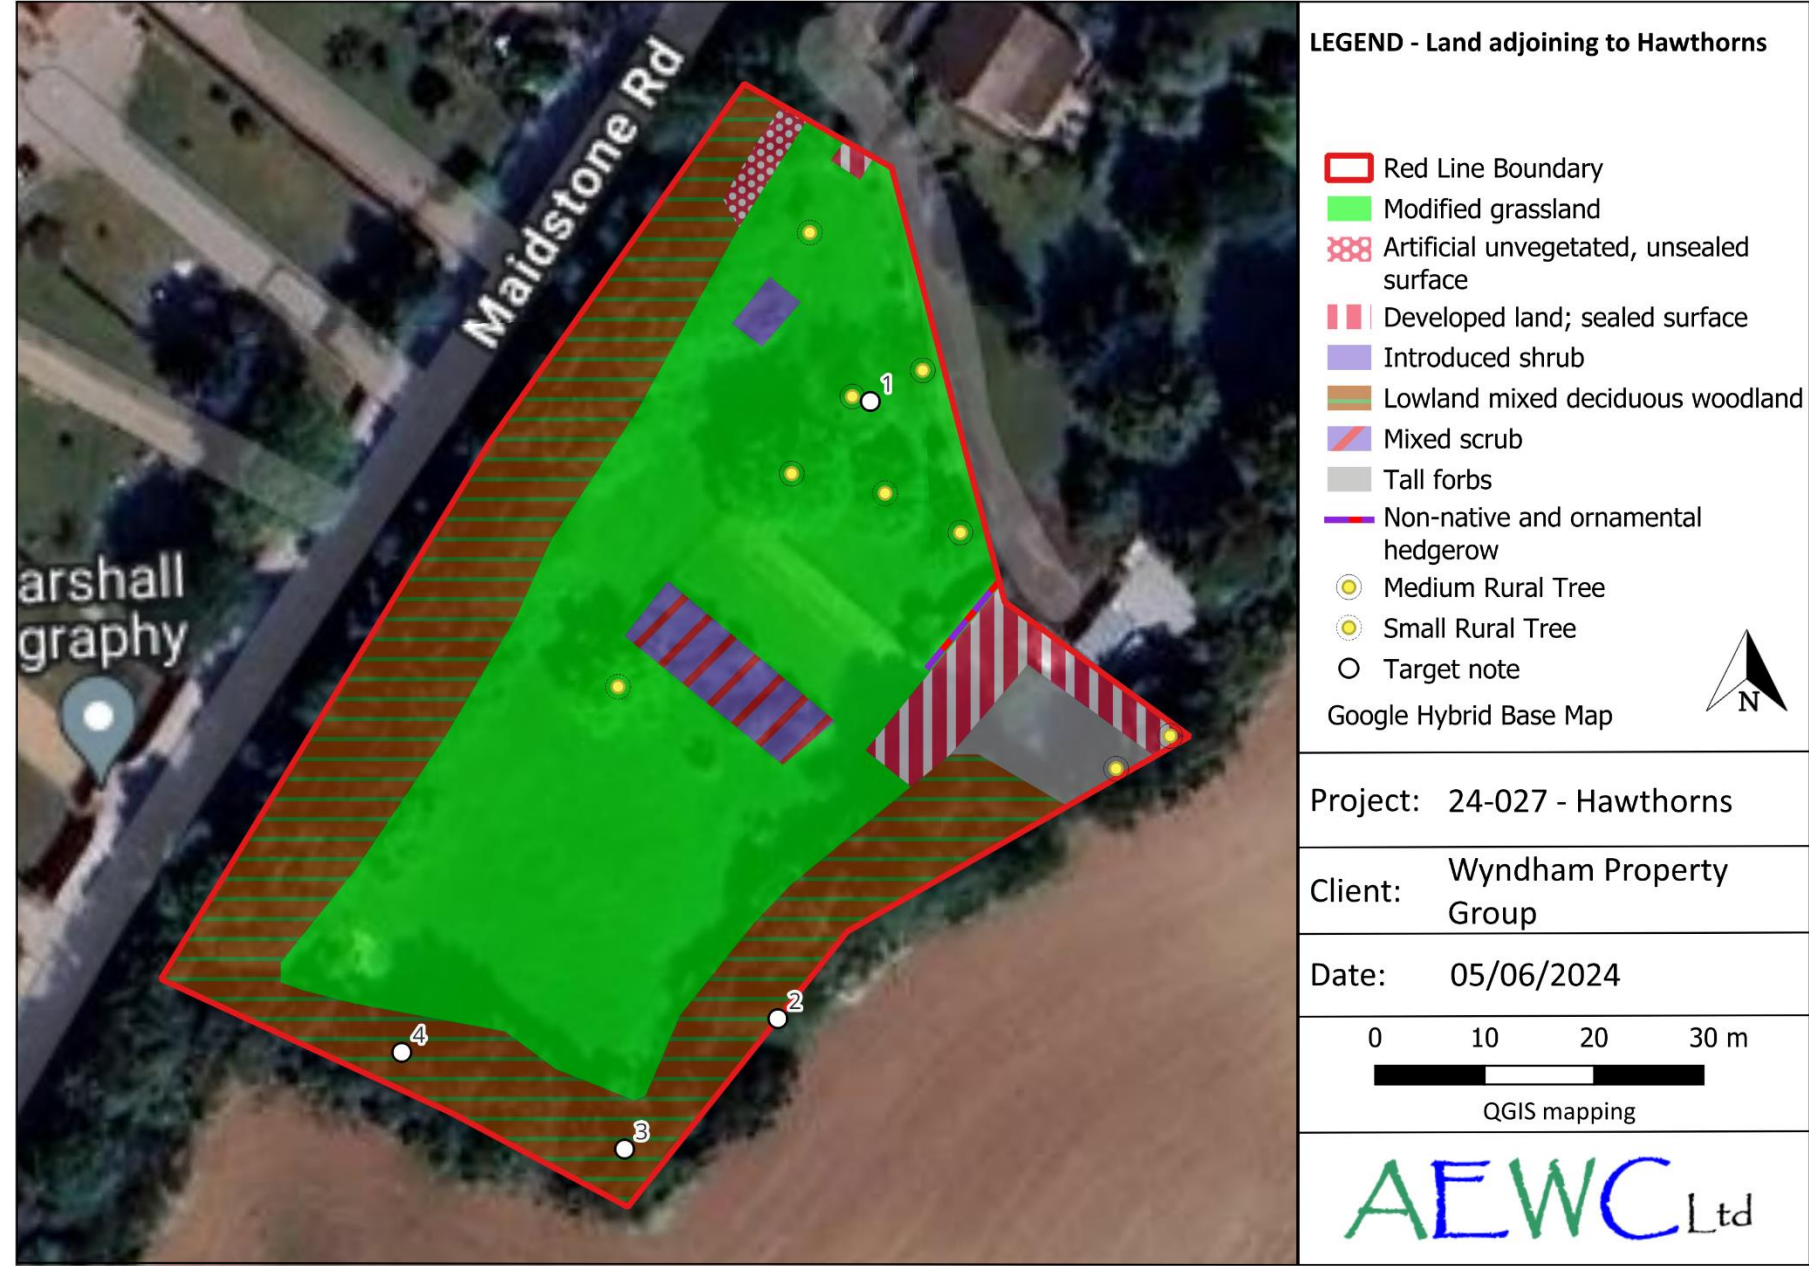 Maidstone Rd
arshall
graphy
1
2
3
4
LEGEND - Land adjoining to Hawthorns
Red Line Boundary
Modified grassland
Artificial unvegetated, unsealed
surface
Developed land; sealed surface
Introduced shrub
Lowland mixed deciduous woodland
Mixed scrub
Tall forbs
Non-native and ornamental
hedgerow
Medium Rural Tree
Small Rural Tree
Target note
Google Hybrid Base Map
N
Project: 24-027 - Hawthorns
Client: Wyndham Property
Group
Date: 05/06/2024
0 10 20 30 m
QGIS mapping
AEWC Ltd